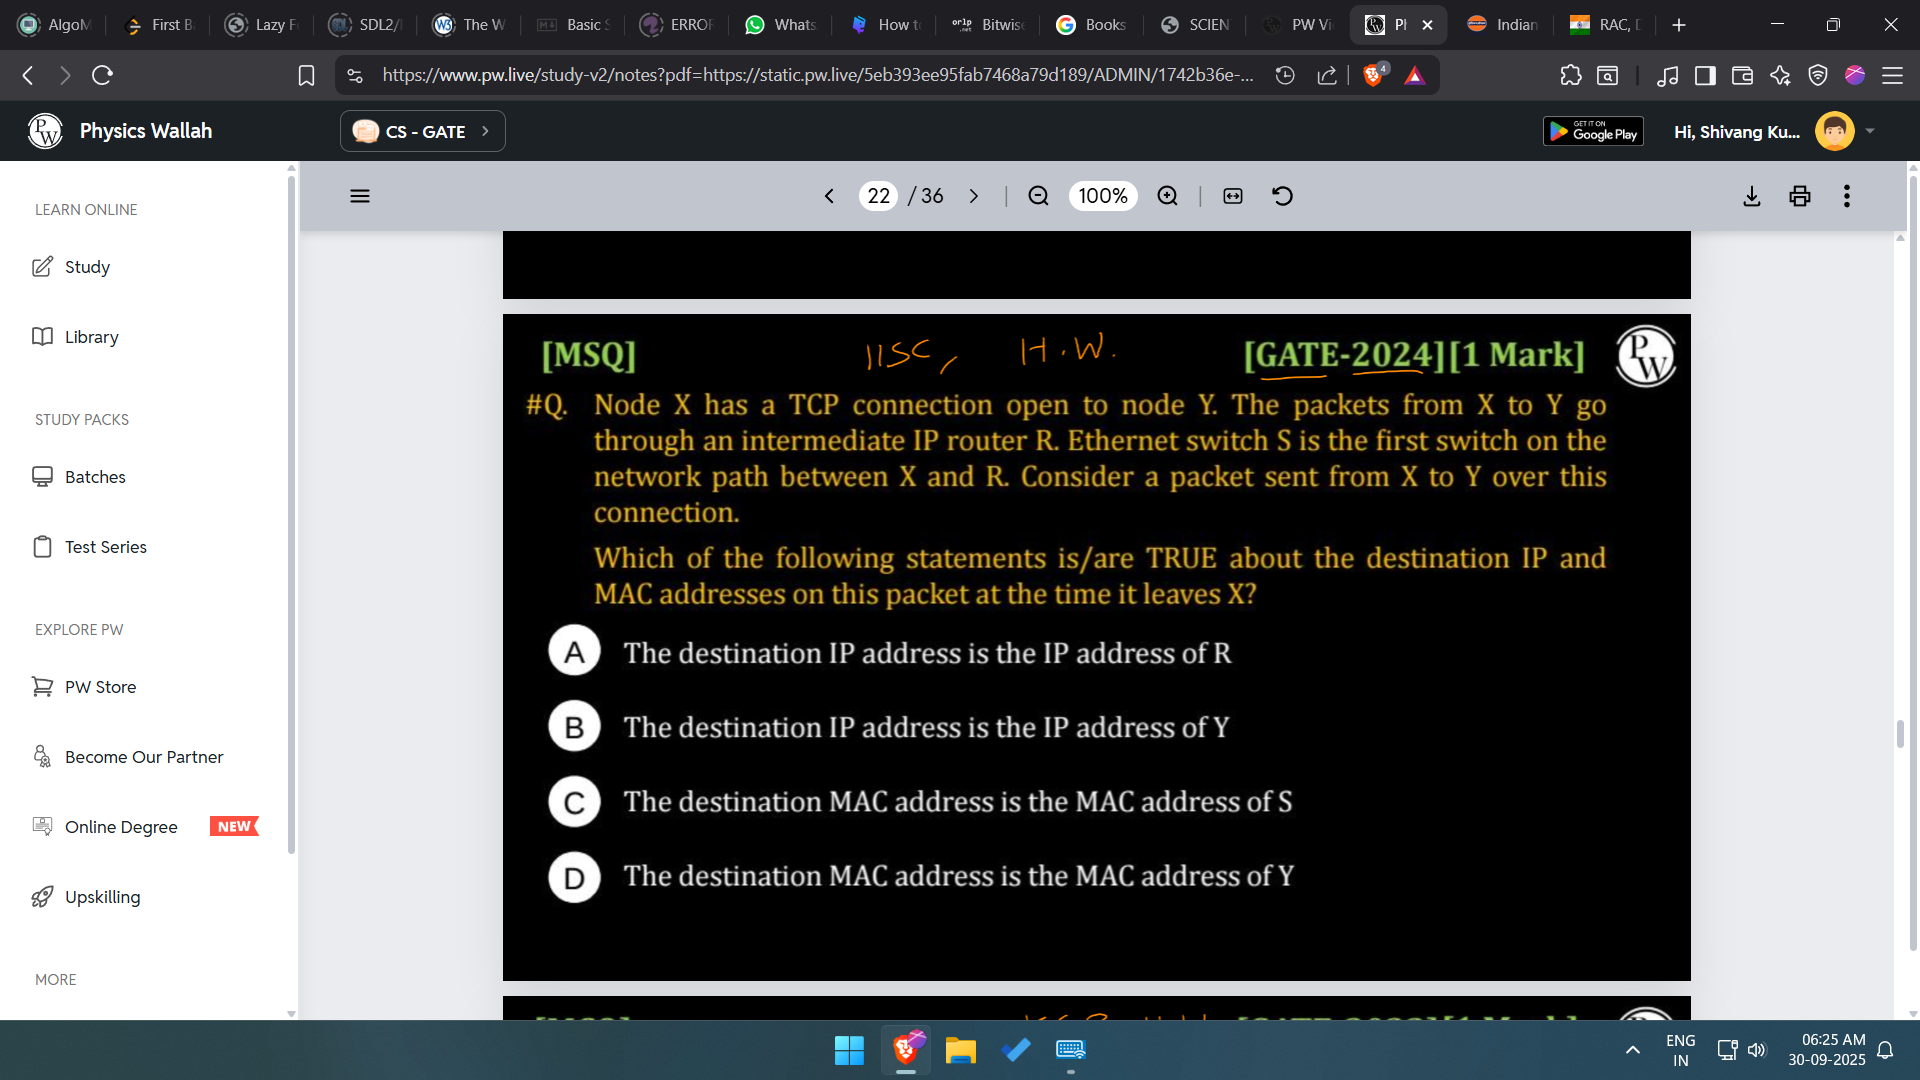 AlgoM
First B
Lazy F
SDL2/
The W
Basic S
ERROR
Whats
How t
Bitwise
Books
SCIEN
PW Vi
Indian
RAC,
https://www.pw.live/study-v2/notes?pdf=https://static.pw.live/5eb393ee95fab7468a79d189/ADMIN/1742b36e-...
4
Physics Wallah
CS - GATE
GET IT ON
Google Play
Hi, Shivang Ku...
LEARN ONLINE
Study
Library
STUDY PACKS
Batches
Test Series
EXPLORE PW
PW Store
Become Our Partner
Online Degree NEW
Upskilling
MORE
22 / 36
100%
[MSQ] IISC, H.W. [GATE-2024][1 Mark]
PW
#Q. Node X has a TCP connection open to node Y. The packets from X to Y go
through an intermediate IP router R. Ethernet switch S is the first switch on the
network path between X and R. Consider a packet sent from X to Y over this
connection.
Which of the following statements is/are TRUE about the destination IP and
MAC addresses on this packet at the time it leaves X?
A The destination IP address is the IP address of R
B The destination IP address is the IP address of Y
C The destination MAC address is the MAC address of S
D The destination MAC address is the MAC address of Y
ENG
IN
06:25 AM
30-09-2025